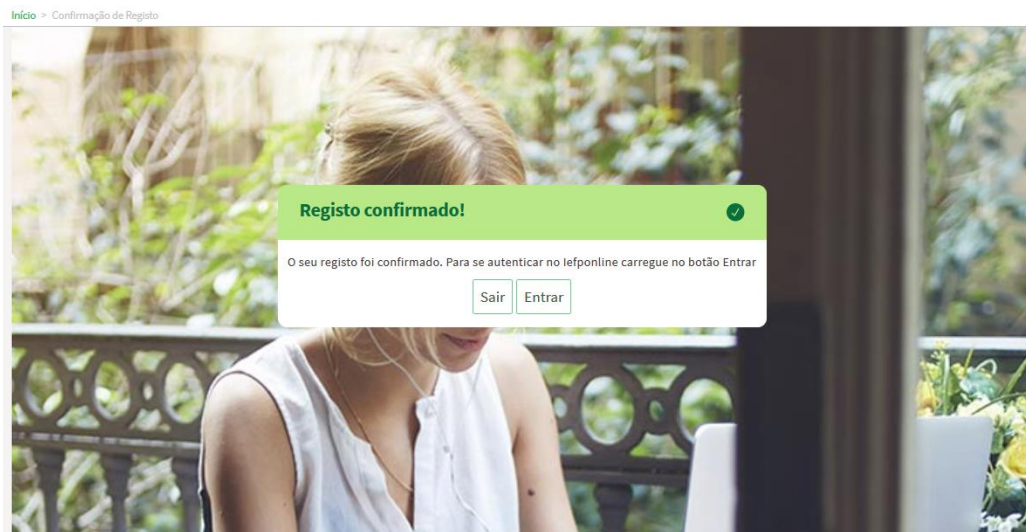 Início > Confirmação de Registo
Registo confirmado!
O seu registo foi confirmado. Para se autenticar no Iefponline carregue no botão Entrar
Sair Entrar